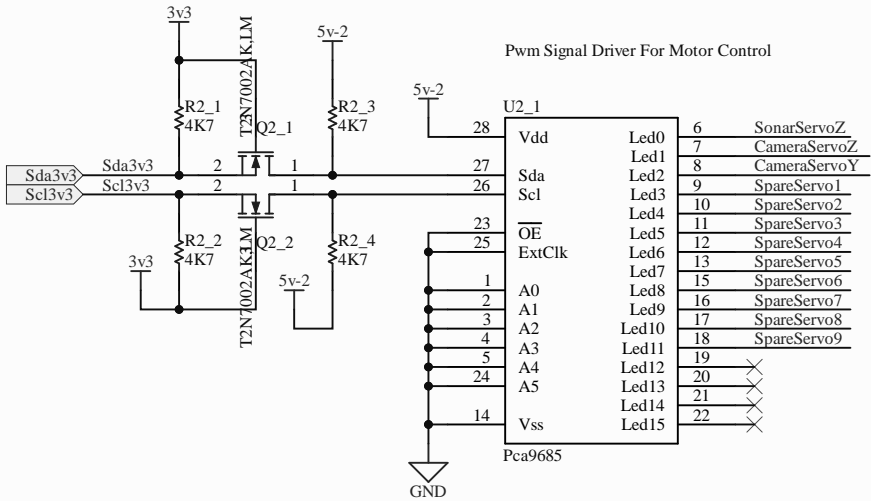 3v3
5v-2
Pwm Signal Driver For Motor Control
T2N7002AK,LM
5v-2
U2_1
R2_1
4K7
R2_3
4K7
Q2_1
28 Vdd Led0 6 SonarServoZ
Led1 7 CameraServoZ
Sda3v3 Sda3v3 2 1 27 Sda Led2 8 CameraServoY
Scl3v3 Scl3v3 2 1 26 Scl Led3 9 SpareServo1
Led4 10 SpareServo2
23 OE Led5 11 SpareServo3
25 ExtClk Led6 12 SpareServo4
Led7 13 SpareServo5
R2_2
4K7
Q2_2
R2_4
4K7
T2N7002AK,LM
3v3
5v-2
1 A0 Led8 15 SpareServo6
2 A1 Led9 16 SpareServo7
3 A2 Led10 17 SpareServo8
4 A3 Led11 18 SpareServo9
5 A4 Led12 19
24 A5 Led13 20
Led14 21
14 Vss Led15 22
Pca9685
GND